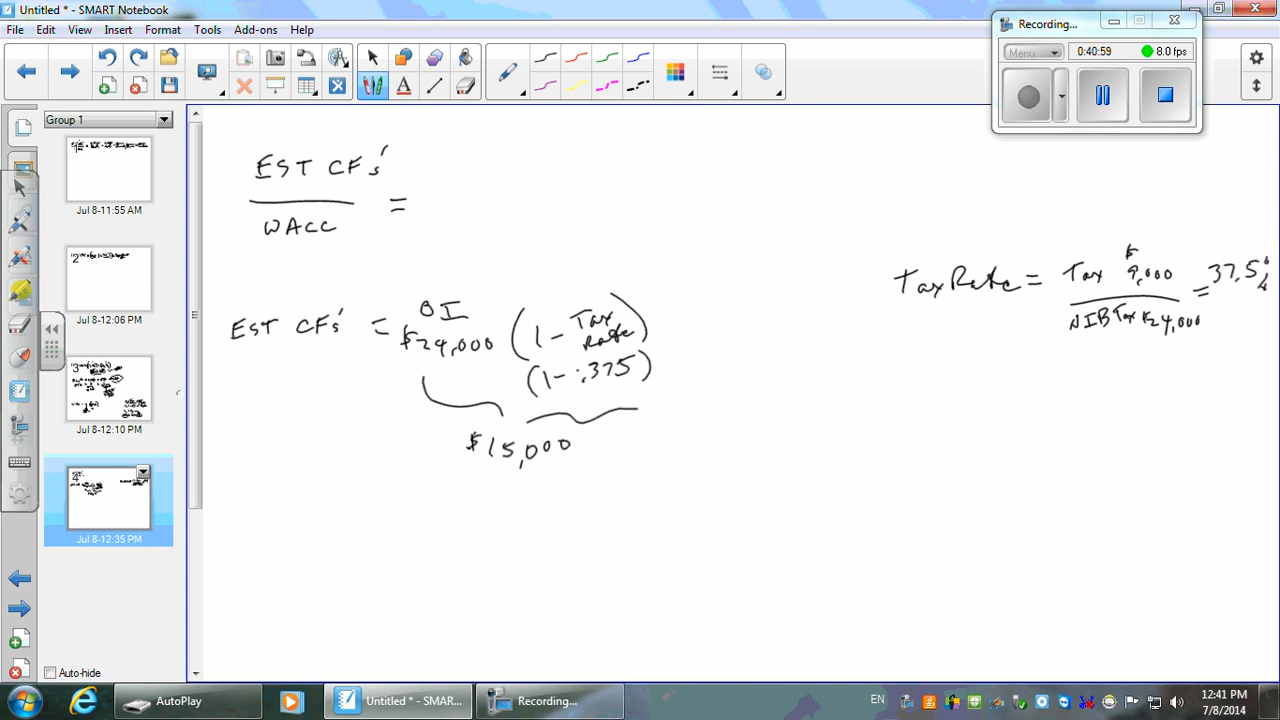 Untitled * - SMART Notebook
File Edit View Insert Format Tools Add-ons Help
Recording...
Menu
0:40:59
8.0 fps
Group 1
Jul 8-11:55 AM
Jul 8-12:06 PM
Jul 8-12:10 PM
Jul 8-12:35 PM
Auto-hide
EST CFs'
WACC
=
Tax Rate = Tax $9,000 = 37.5%
NIBTax $24,000
EST CFs' = OI
$24,000 (1 - Tax Rate)
(1 - .375)
$15,000
AutoPlay
Untitled * - SMAR...
Recording...
EN
12:41 PM
7/8/2014